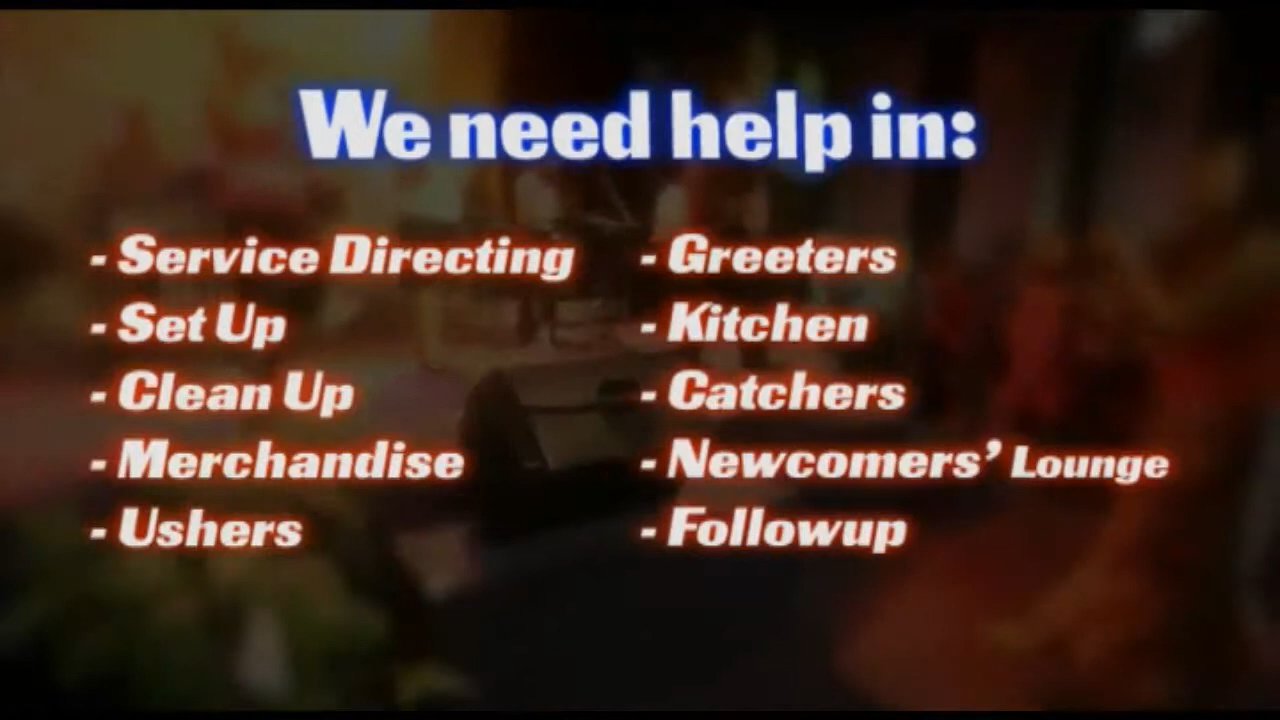 We need help in:
- Service Directing
- Set Up
- Clean Up
- Merchandise
- Ushers
- Greeters
- Kitchen
- Catchers
- Newcomers’ Lounge
- Followup